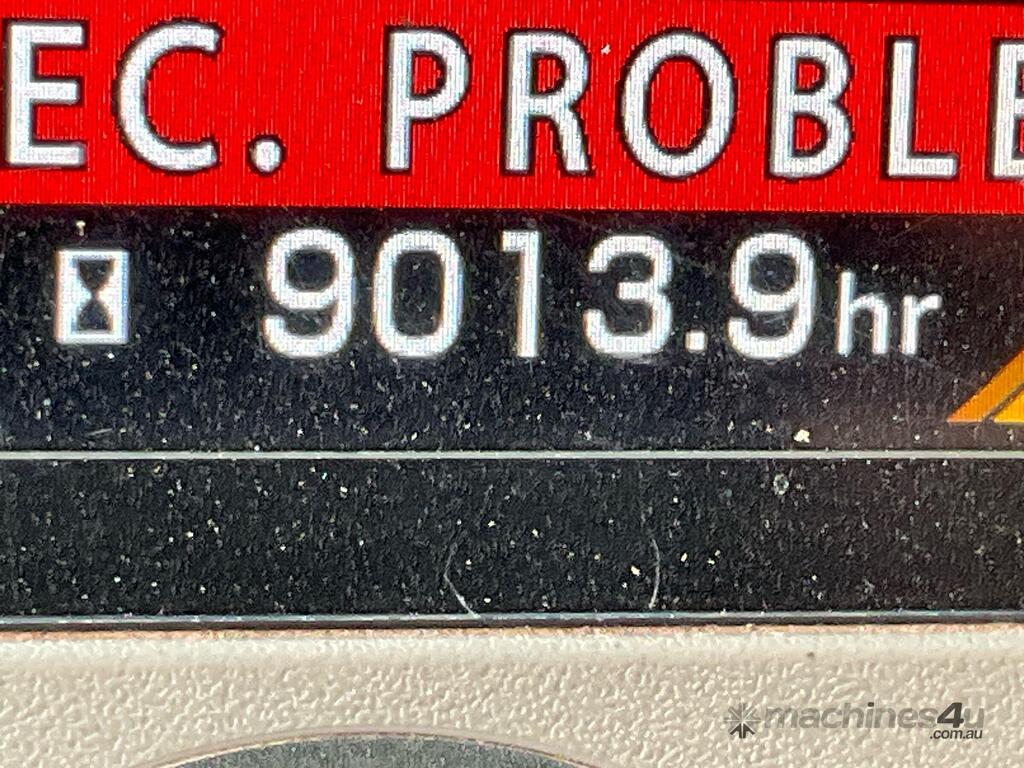 EC. PROBLE
9013.9hr
machines4u
.com.au